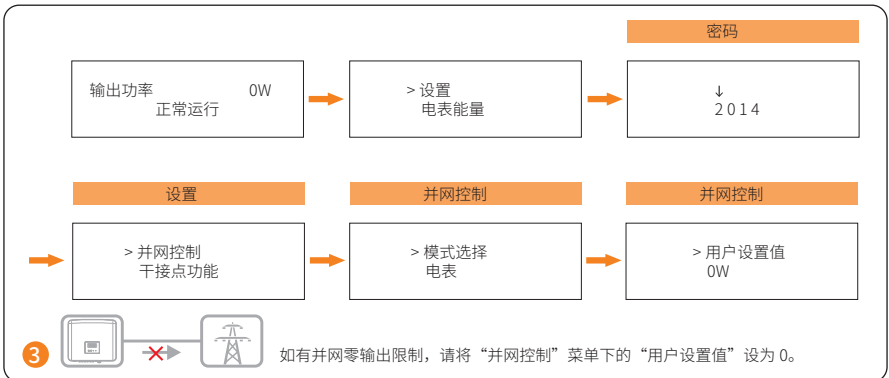 密码
输出功率 0W
正常运行
> 设置
电表能量
↓
2 0 1 4
设置
并网控制
并网控制
> 并网控制
干接点功能
> 模式选择
电表
> 用户设置值
0W
3 如有并网零输出限制，请将“并网控制”菜单下的“用户设置值”设为 0。